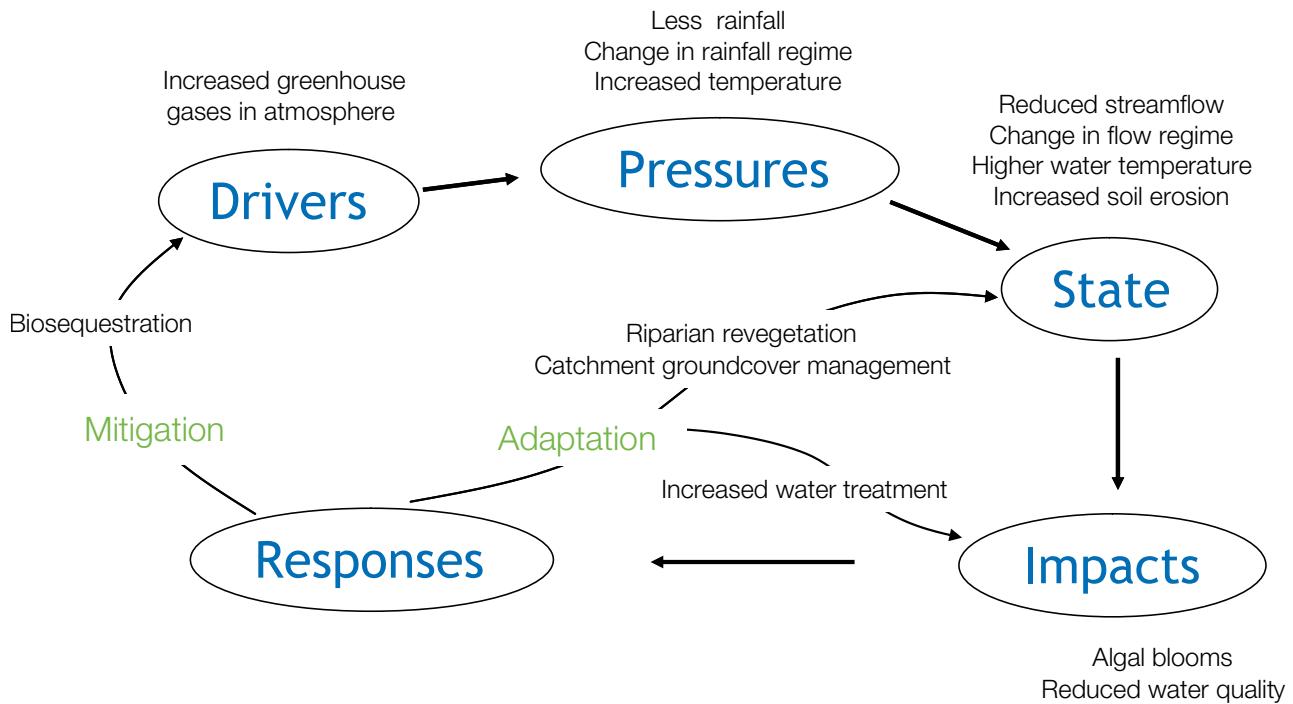 Less rainfall
Change in rainfall regime
Increased temperature
Increased greenhouse
gases in atmosphere
Reduced streamflow
Change in flow regime
Higher water temperature
Increased soil erosion
Drivers
Pressures
State
Biosequestration
Riparian revegetation
Catchment groundcover management
Mitigation
Adaptation
Increased water treatment
Responses
Impacts
Algal blooms
Reduced water quality